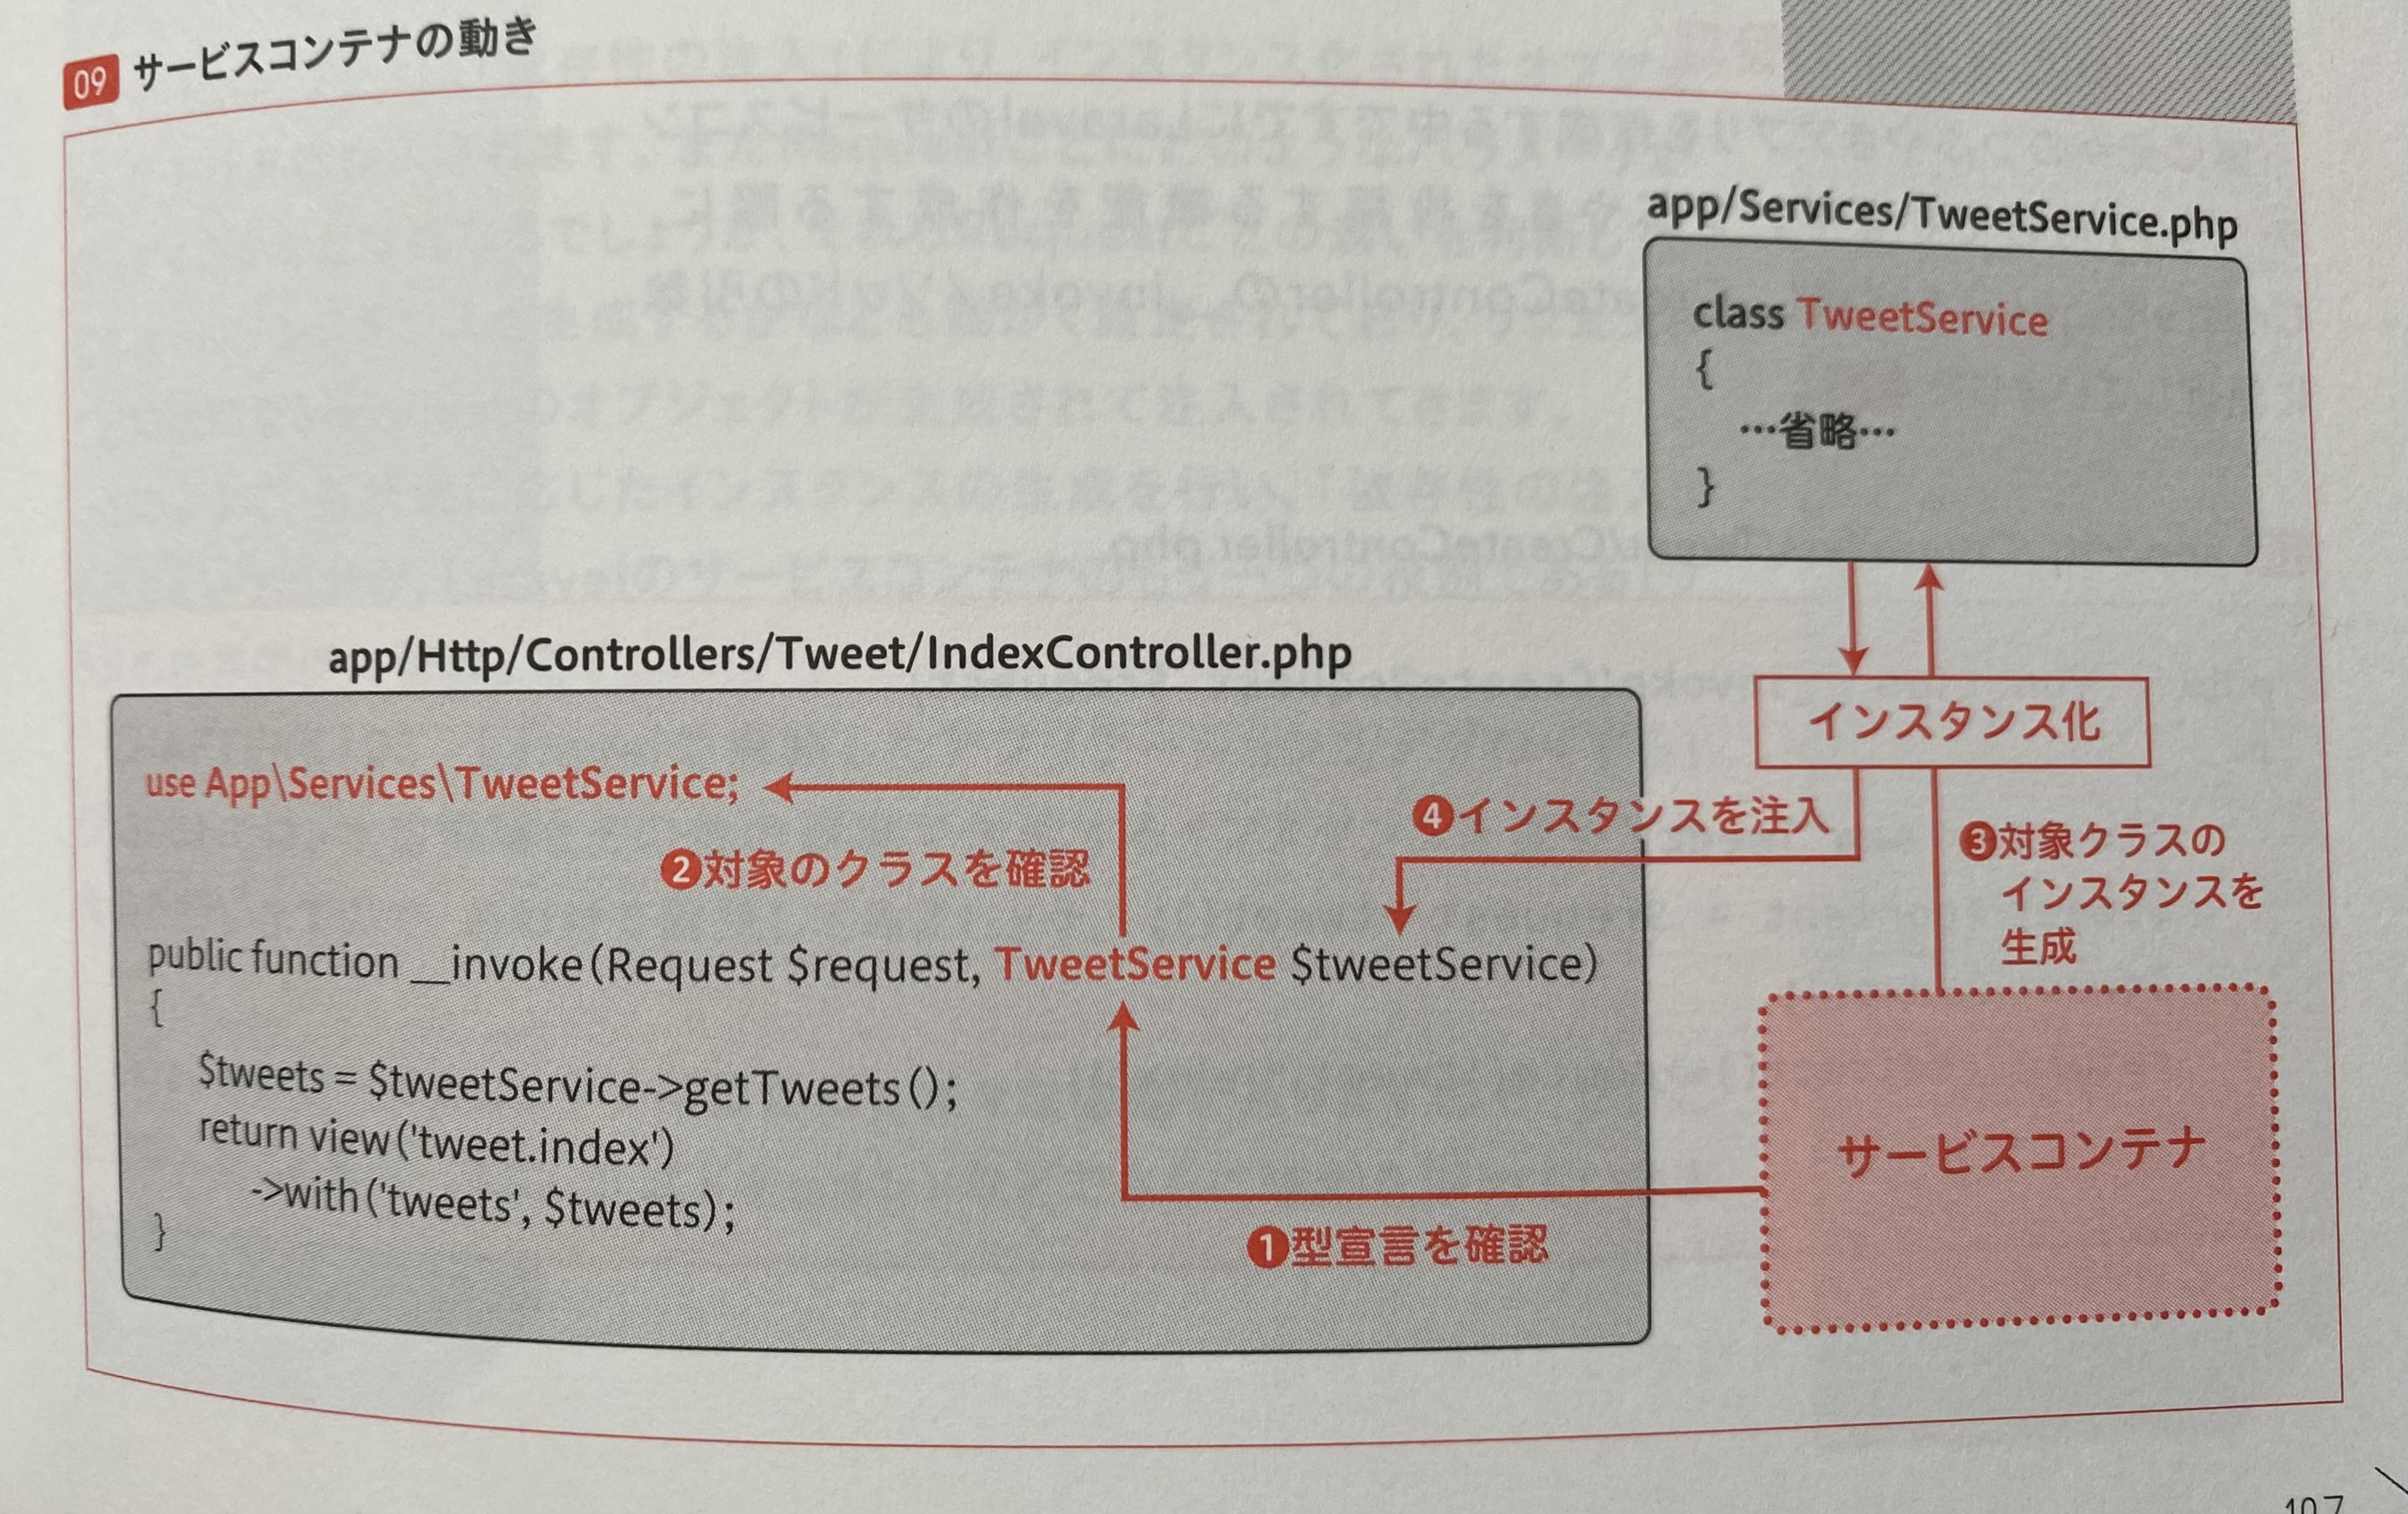 09 サービスコンテナの動き
app/Services/TweetService.php
class TweetService
{
…省略…
}
インスタンス化
app/Http/Controllers/Tweet/IndexController.php
use App\Services\TweetService;
❷対象のクラスを確認
❹インスタンスを注入
❸対象クラスの
インスタンスを
生成
public function __invoke(Request $request, TweetService $tweetService)
{
$tweets = $tweetService->getTweets();
return view('tweet.index')
->with('tweets', $tweets);
}
❶型宣言を確認
サービスコンテナ
107